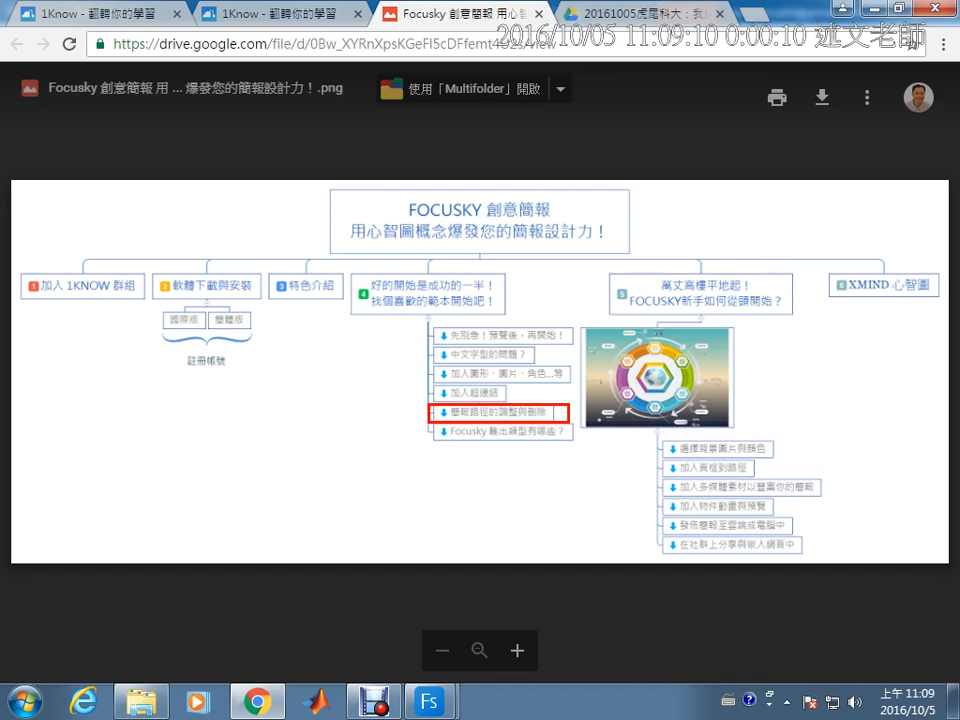 1Know - 翻轉你的學習
1Know - 翻轉你的學習
Focusky 創意簡報 用心智
20161005虎尾科大：我
https://drive.google.com/file/d/0Bw_XYRnXpsKGeFI5cDFfemt
2016/10/05 11:09:10 0:00:10 述文老師
Focusky 創意簡報 用 ... 爆發您的簡報設計力！.png
使用「Multifolder」開啟
FOCUSKY 創意簡報
用心智圖概念爆發您的簡報設計力！
1 加入 1KNOW 群組
2 軟體下載與安裝
國際版
簡體版
註冊帳號
3 特色介紹
4 好的開始是成功的一半！
找個喜歡的範本開始吧！
先別急！預覽後，再開始！
中文字型的問題？
加入圖形、圖片、角色...等
加入超連結
簡報路徑的調整與刪除
Focusky 輸出類型有哪些？
5 萬丈高樓平地起！
FOCUSKY新手如何從頭開始？
選擇背景圖片與顏色
加入頁框到路徑
加入多媒體素材以豐富你的簡報
加入物件動畫與預覽
發佈簡報至雲端或電腦中
在社群上分享與嵌入網頁中
6 XMIND 心智圖
Fs
上午 11:09
2016/10/5